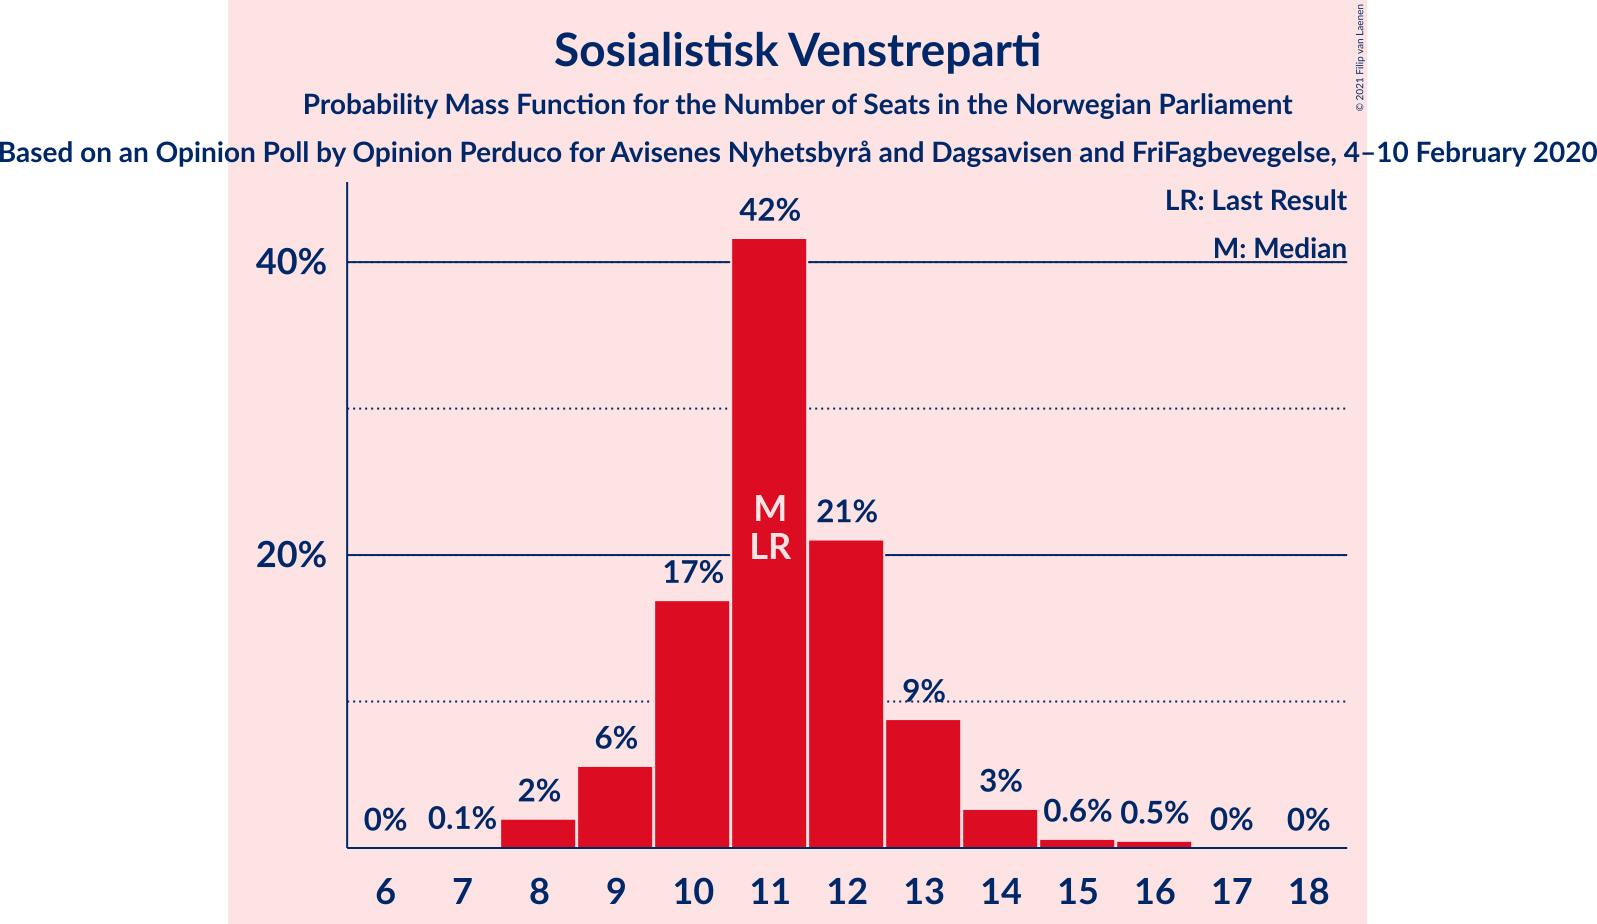 Sosialistisk Venstreparti
Probability Mass Function for the Number of Seats in the Norwegian Parliament
Based on an Opinion Poll by Opinion Perduco for Avisenes Nyhetsbyrå and Dagsavisen and FriFagbevegelse, 4–10 February 2020
© 2021 Filip van Laenen
LR: Last Result
M: Median
40%
20%
0%
0.1%
2%
6%
17%
42%
21%
9%
3%
0.6%
0.5%
0%
0%
M
LR
6 7 8 9 10 11 12 13 14 15 16 17 18